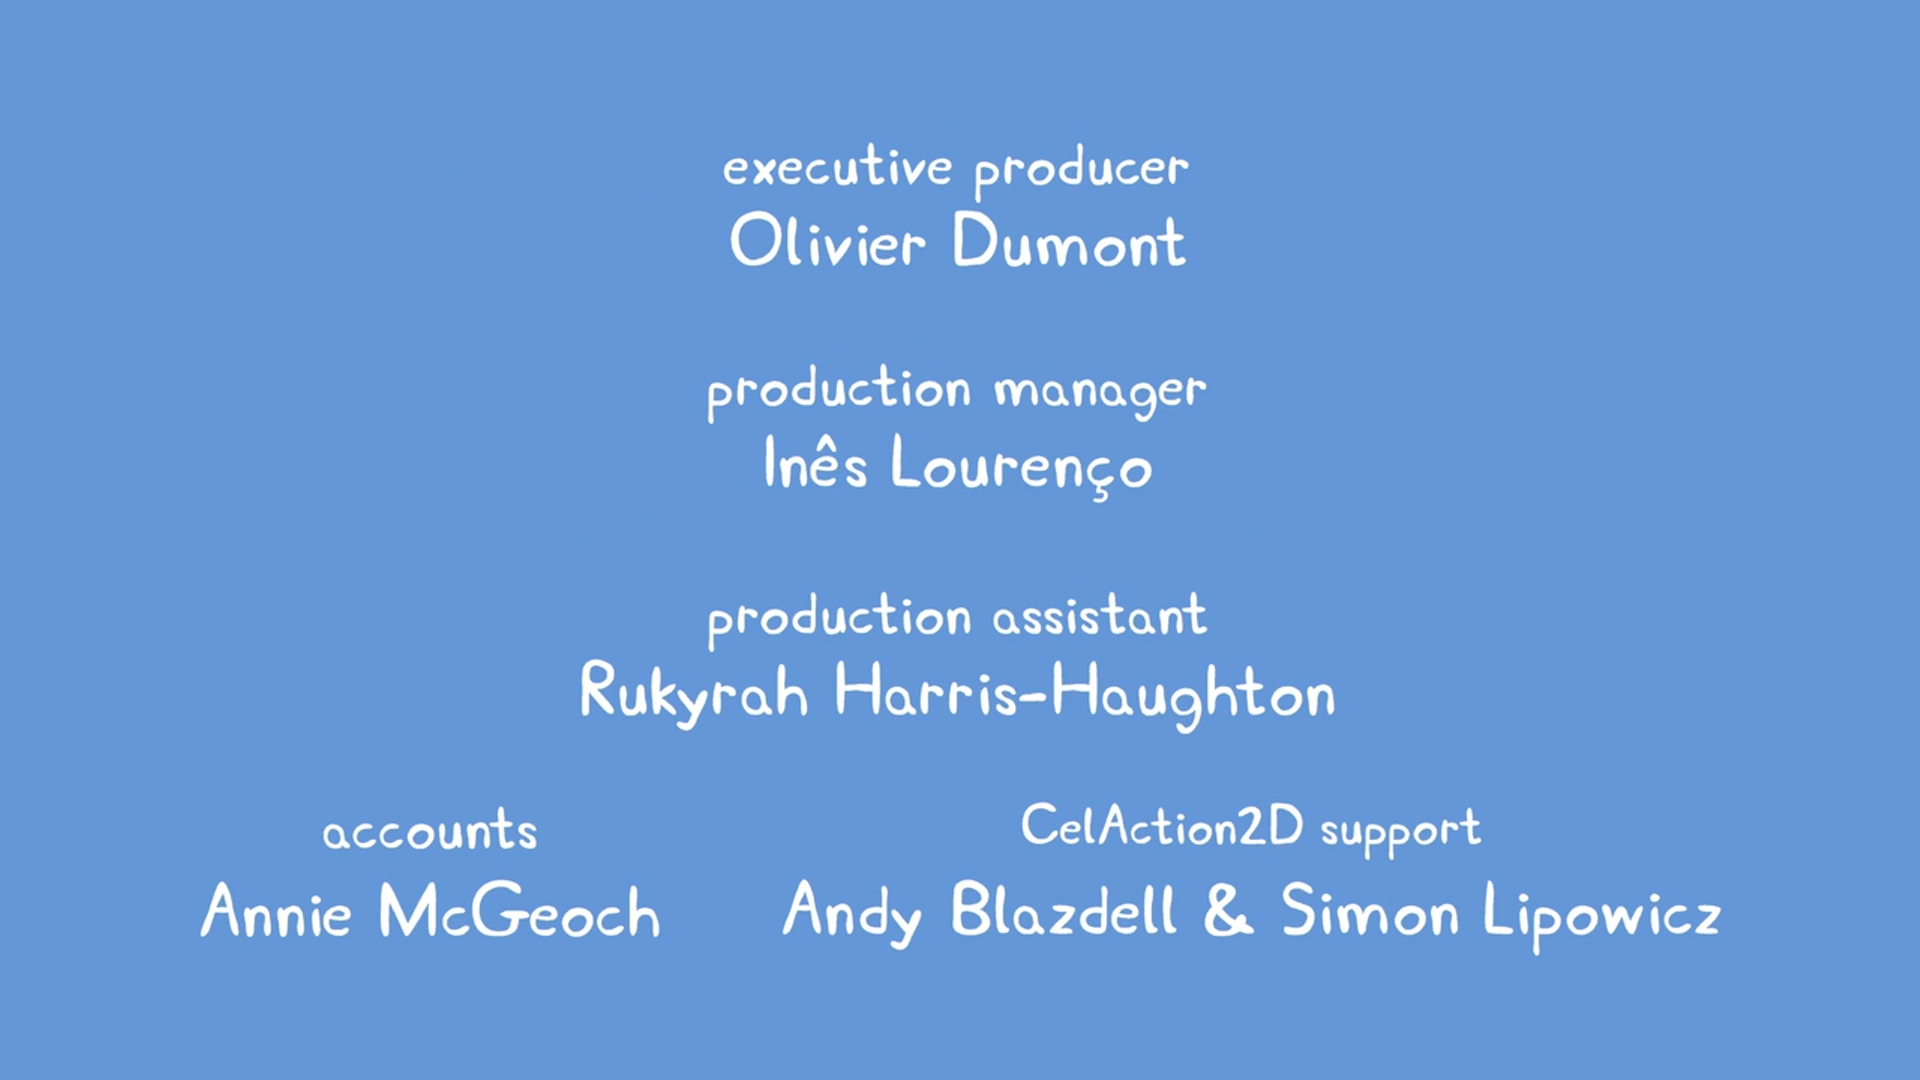 executive producer
Olivier Dumont
production manager
Inês Lourenço
production assistant
Rukyrah Harris-Haughton
accounts
Annie McGeoch
CelAction2D support
Andy Blazdell & Simon Lipowicz